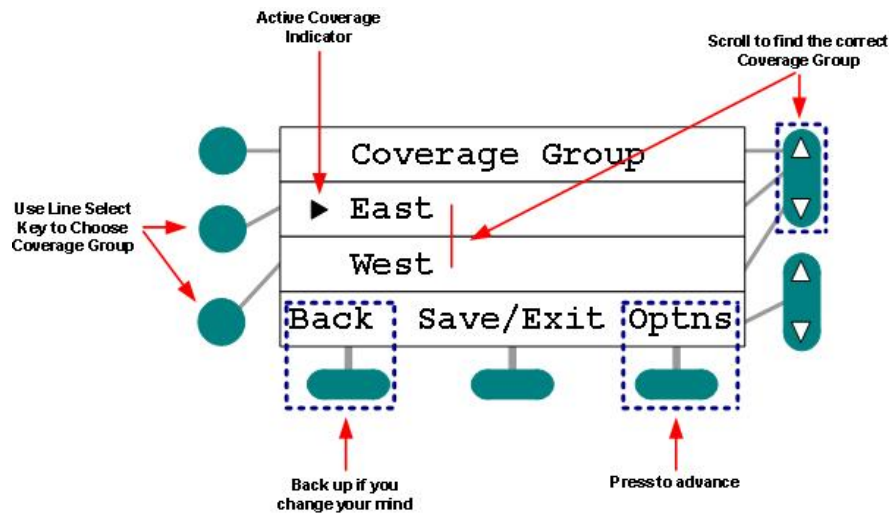 Active Coverage
Indicator
Scroll to find the correct
Coverage Group
Coverage Group
Use Line Select
Key to Choose
Coverage Group
East
West
Back Save/Exit Optns
Back up if you
change your mind
Press to advance